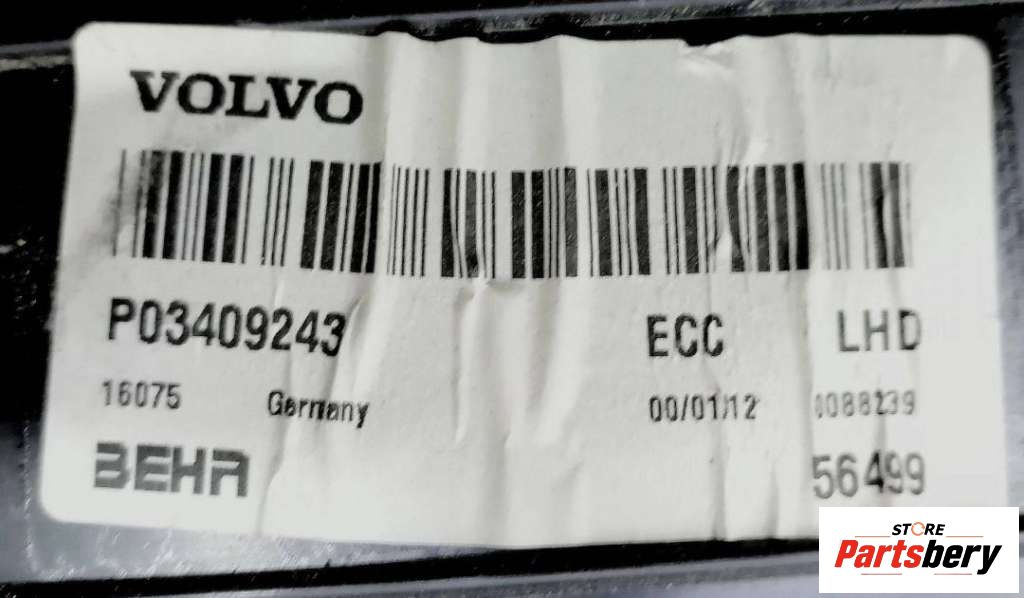 VOLVO
P03409243 ECC LHD
16075 Germany 00/01/12 0088239
BEHR 56499
STORE
Partsbery